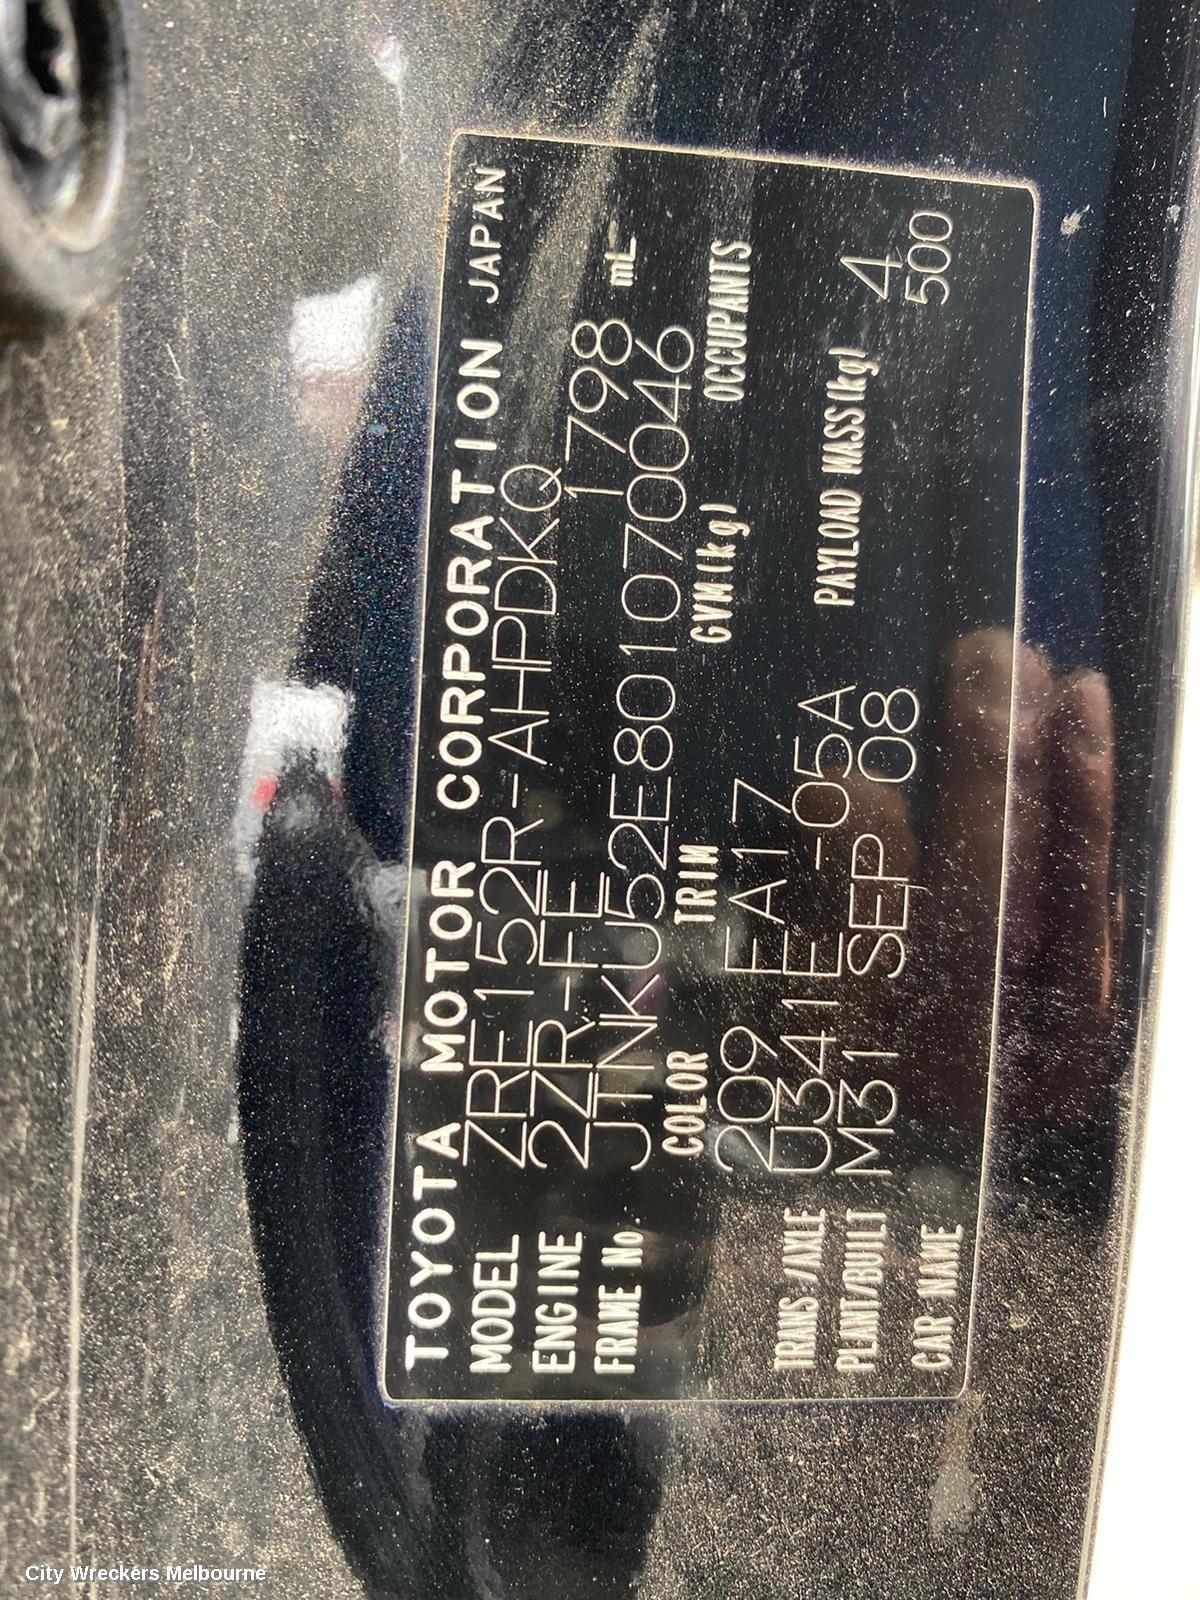 TOYOTA MOTOR CORPORATION JAPAN
MODEL ZRE152R-AHPDKQ
ENGINE 2ZR-FE 1798 mL
FRAME No. JTNKU52E801070046
COLOR TRIM GVM(kg) OCCUPANTS
209 FA17 4
TRANS/AXLE U341E -05A PAYLOAD MASS(kg) 500
PLANT/BUILT M31 SEP 08
CAR NAME
City Wreckers Melbourne